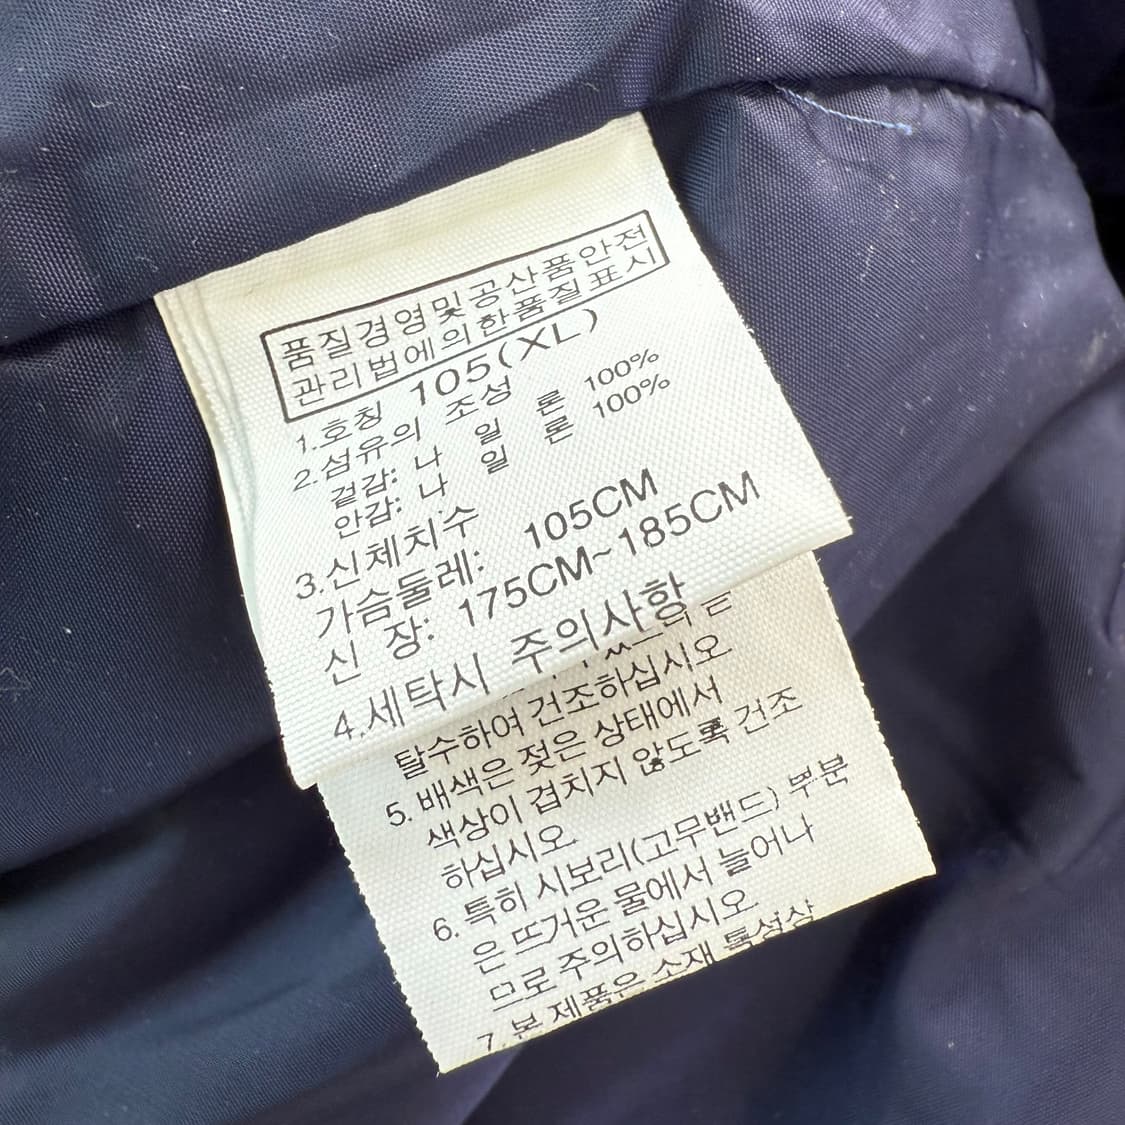 품질경영및공산품안전
관리법에의한품질표시
1.호칭 105(XL)
2.섬유의 조성
겉감: 나 일 론 100%
안감: 나 일 론 100%
3.신체치수
가슴둘레: 105CM
신 장: 175CM~185CM
4.세탁시 주의사항
탈수하여 건조하십시오
5. 배색은 젖은 상태에서
색상이 겹치지 않도록 건조
하십시오.
6. 특히 시보리(고무밴드) 부분
은 뜨거운 물에서 늘어나
므로 주의하십시오.
7. 본 제품은 소재 특성상